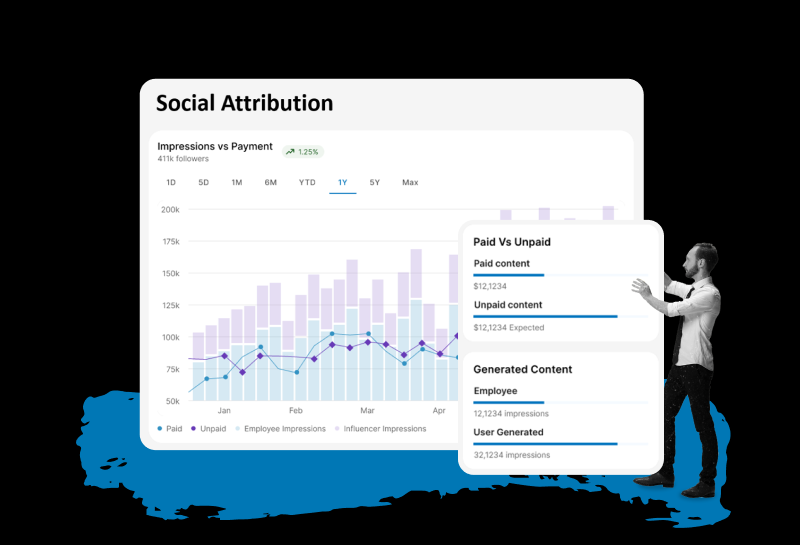 Social Attribution
Impressions vs Payment
1.25%
411k followers
1D 5D 1M 6M YTD 1Y 5Y Max
200k
175k
150k
125k
100k
75k
50k
Jan Feb Mar Apr
Paid Unpaid Employee Impressions Influencer Impressions
Paid Vs Unpaid
Paid content
$12,1234
Unpaid content
$12,1234 Expected
Generated Content
Employee
12,1234 impressions
User Generated
32,1234 impressions